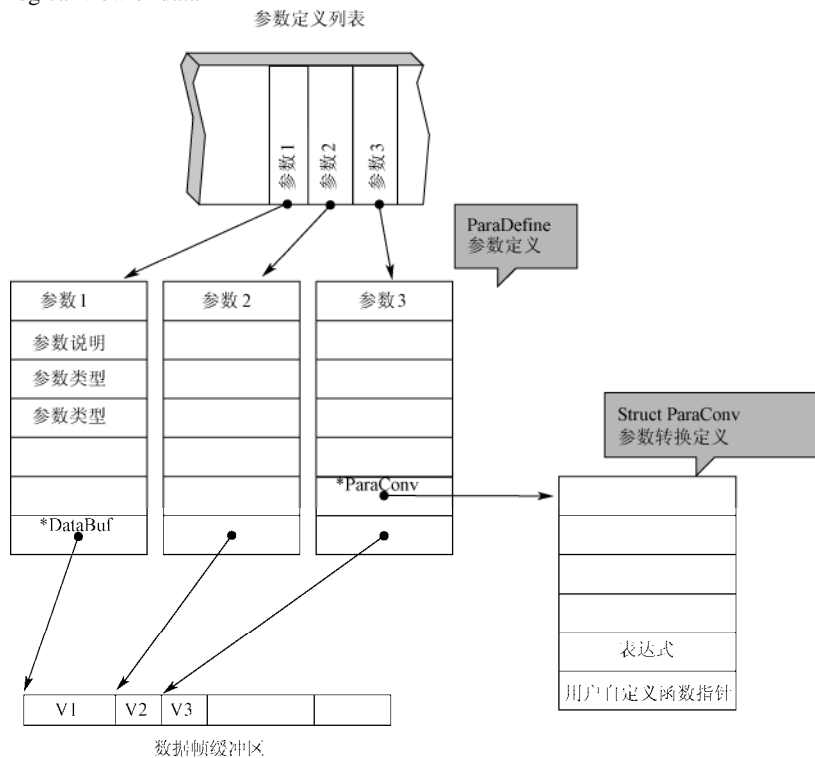 参数定义列表
参数1
参数2
参数3
ParaDefine
参数定义
参数1
参数2
参数3
参数说明
参数类型
参数类型
Struct ParaConv
参数转换定义
*ParaConv
*DataBuf
表达式
用户自定义函数指针
V1
V2
V3
数据帧缓冲区